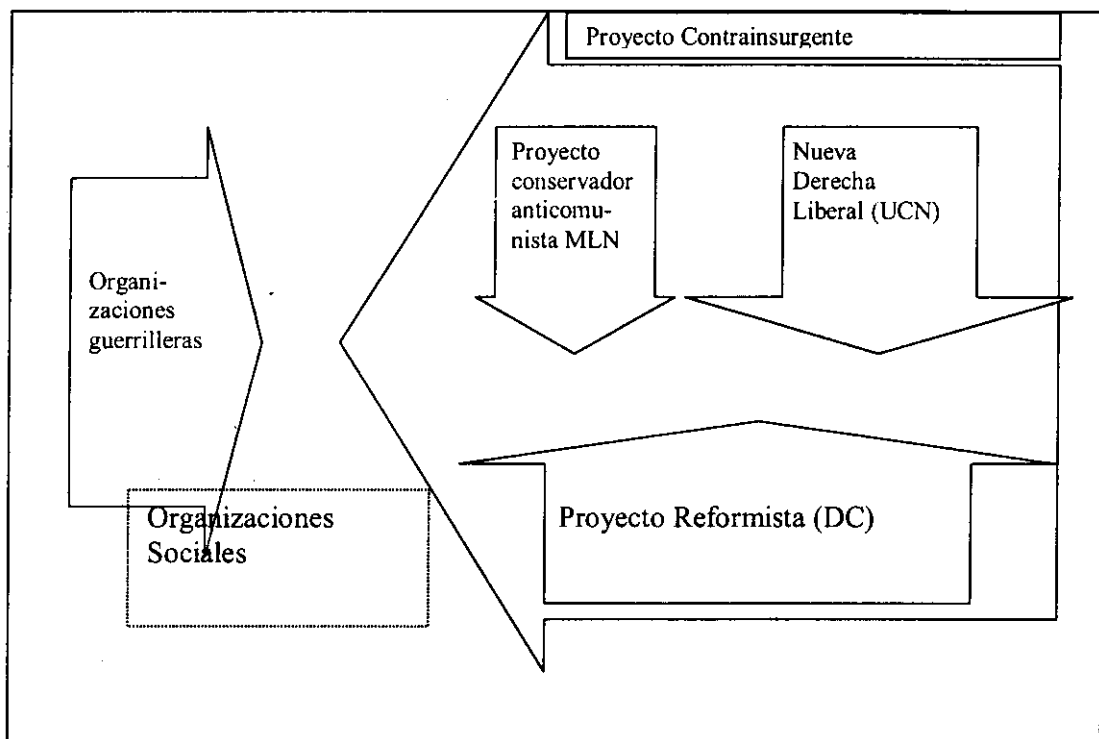 Proyecto Contrainsurgente
Proyecto
conservador
anticomu-
nista MLN
Nueva
Derecha
Liberal (UCN)
Organi-
zaciones
guerrilleras
Organizaciones
Sociales
Proyecto Reformista (DC)